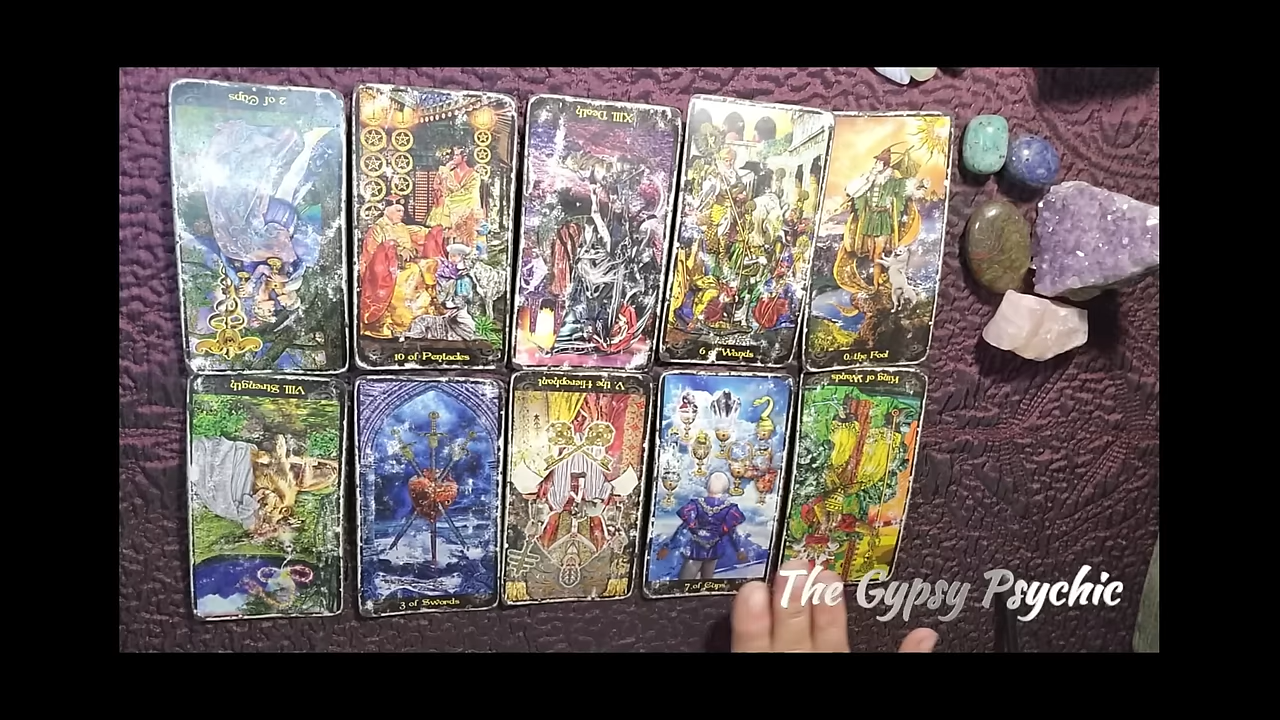 2 of Cups
10 of Pentacles
XIII. Death
6 of Wands
0. the Fool
VIII. Strength
3 of Swords
V. the Hierophant
7 of Cups
King of Wands
The Gypsy Psychic